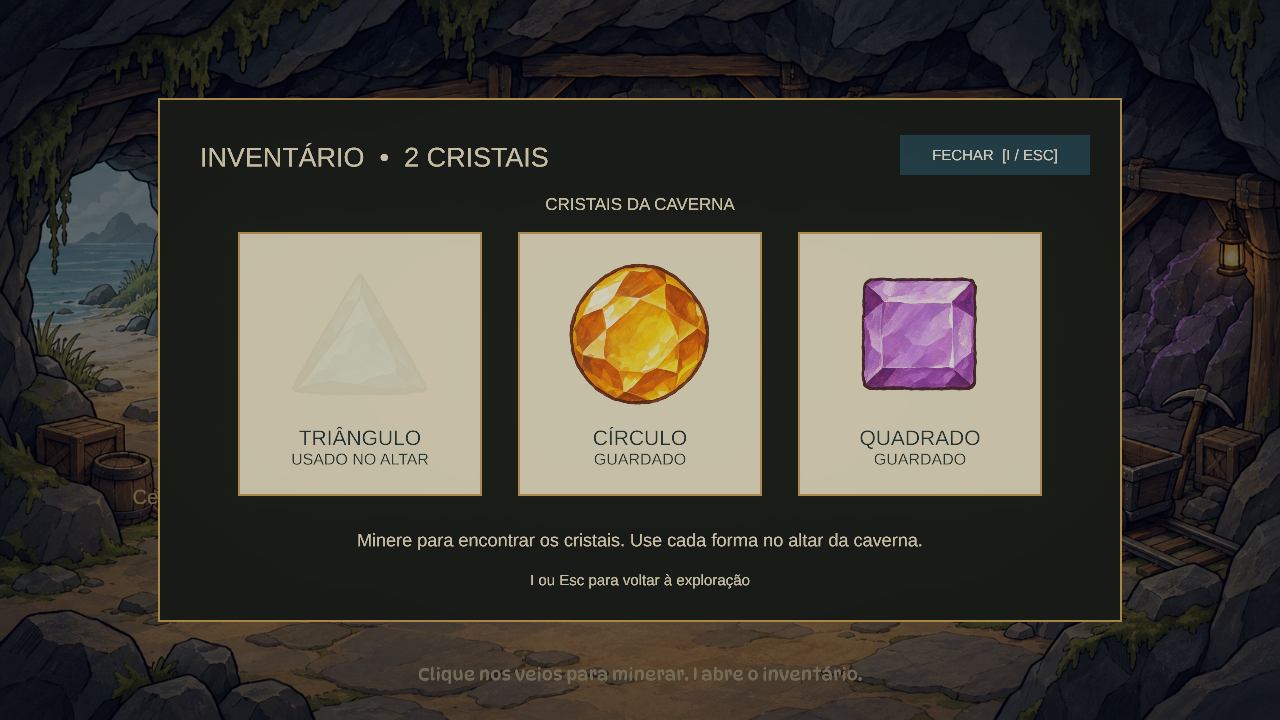 INVENTÁRIO • 2 CRISTAIS
FECHAR [I / ESC]
CRISTAIS DA CAVERNA
TRIÂNGULO
USADO NO ALTAR
CÍRCULO
GUARDADO
QUADRADO
GUARDADO
Ce
Minere para encontrar os cristais. Use cada forma no altar da caverna.
I ou Esc para voltar à exploração
Clique nos veios para minerar. I abre o inventário.